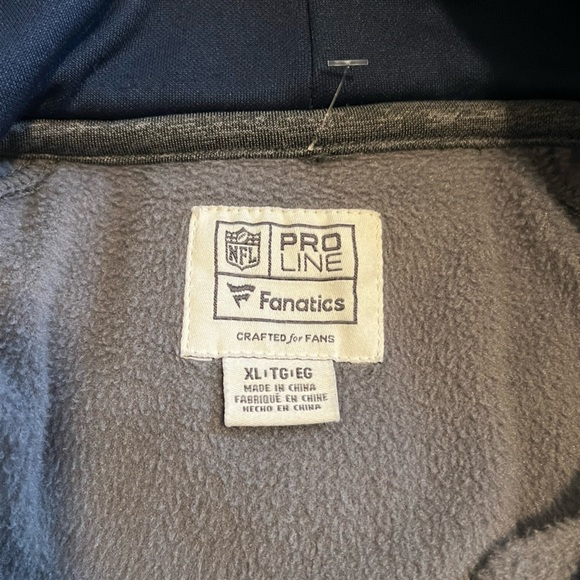 NFL
PRO
LINE
Fanatics
CRAFTED for FANS
XL•TG•EG
MADE IN CHINA
FABRIQUÉ EN CHINE
HECHO EN CHINA